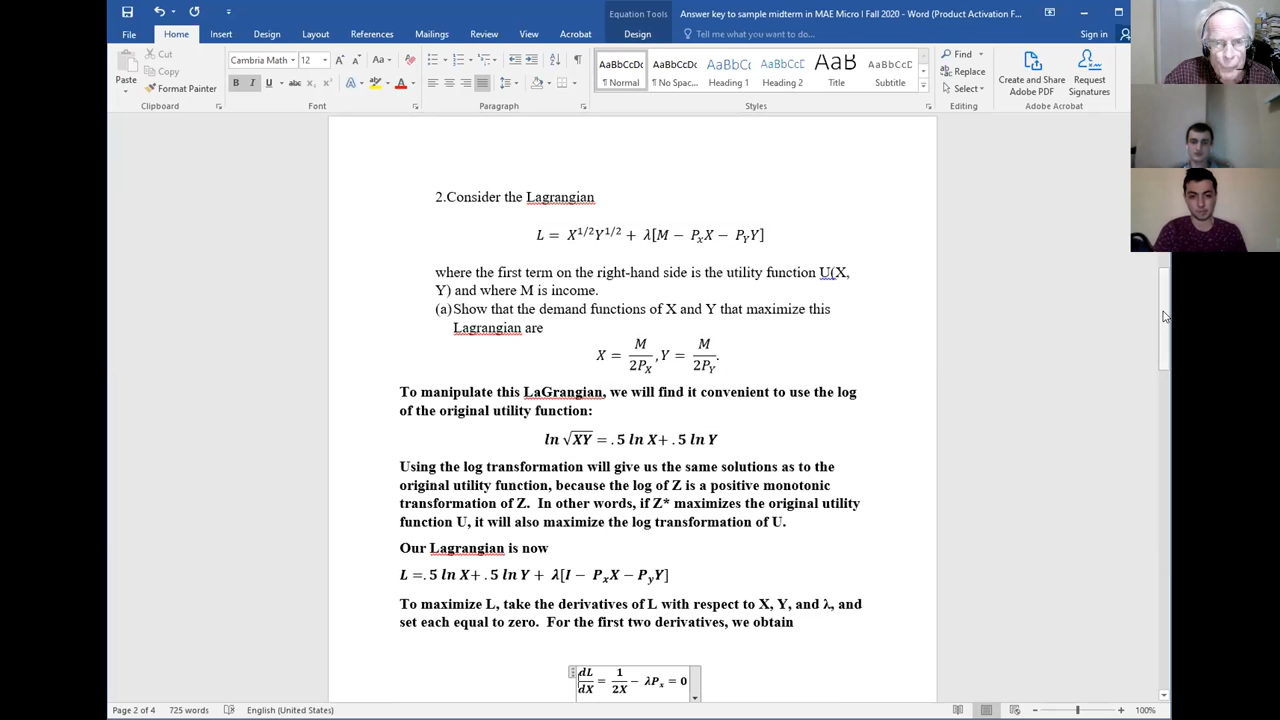 Equation Tools
Answer key to sample midterm in MAE Micro I Fall 2020 - Word (Product Activation F...
File Home Insert Design Layout References Mailings Review View Acrobat Design Tell me what you want to do... Sign in
Paste
Cut
Copy
Format Painter
Clipboard
Cambria Math 12
B I U abc x₂ x²
Font
Paragraph
AaBbCcDc AaBbCcDc AaBbCc AaBbCcC AaB AaBbCcC
¶ Normal ¶ No Spac... Heading 1 Heading 2 Title Subtitle
Styles
Find
Replace
Select
Editing
Create and Share Adobe PDF
Request Signatures
Adobe Acrobat
2.Consider the Lagrangian
L = X^{1/2}Y^{1/2} + λ[M − P_xX − P_YY]
where the first term on the right-hand side is the utility function U(X,
Y) and where M is income.
(a) Show that the demand functions of X and Y that maximize this
Lagrangian are
X = M/2P_X, Y = M/2P_Y.
To manipulate this LaGrangian, we will find it convenient to use the log
of the original utility function:
ln √XY = . 5 ln X+ . 5 ln Y
Using the log transformation will give us the same solutions as to the
original utility function, because the log of Z is a positive monotonic
transformation of Z. In other words, if Z* maximizes the original utility
function U, it will also maximize the log transformation of U.
Our Lagrangian is now
L =. 5 ln X+ . 5 ln Y + λ[I − P_xX − P_yY]
To maximize L, take the derivatives of L with respect to X, Y, and λ, and
set each equal to zero. For the first two derivatives, we obtain
dL/dX = 1/2X − λP_x = 0
Page 2 of 4 725 words English (United States) 100%